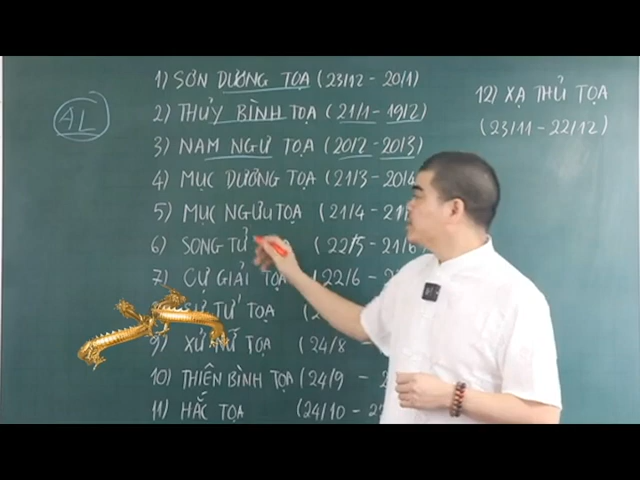 AL
1) SƠN DƯƠNG TỌA (23/12 - 20/1)
2) THỦY BÌNH TỌA (21/1 - 19/2)
3) NAM NGƯ TỌA (20/2 - 20/3)
4) MỤC DƯƠNG TỌA (21/3 - 20/4
5) MỤC NGƯU TỌA (21/4 - 21/
6) SONG TỬ (22/5 - 21/6
7) CỰ GIẢI TỌA (22/6 -
SƯ TỬ TỌA
9) XỬ NỮ TỌA (24/8
10) THIÊN BÌNH TỌA (24/9 -
11) HẮC TỌA (24/10 - 22
12) XẠ THỦ TỌA
(23/11 - 22/12)